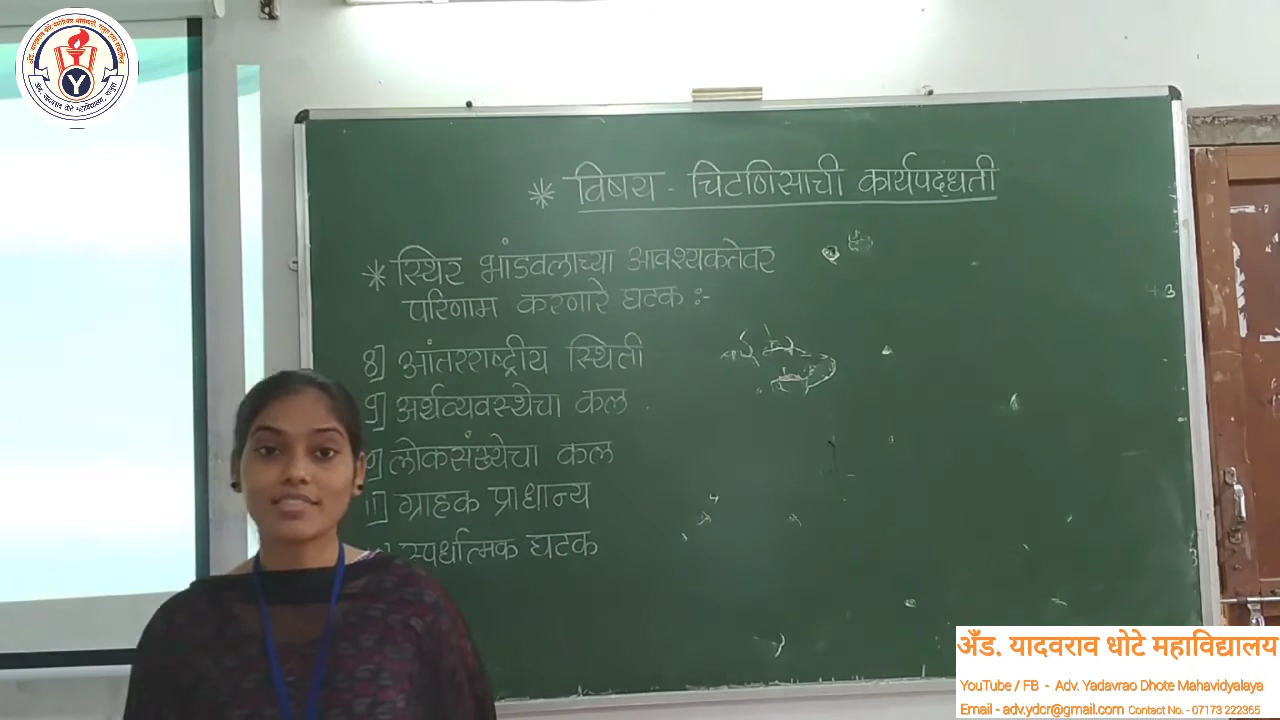 * विषय - चिटणिसाची कार्यपद्धती
* स्थिर भांडवलाच्या आवश्यकतेवर
परिणाम करणारे घटक :-
8] आंतरराष्ट्रीय स्थिती
9] अर्थव्यवस्थेचा कल
लोकसंख्येचा कल
11] ग्राहक प्राधान्य
स्पर्धात्मक घटक
Y
अँड. यादवराव धोटे महाविद्यालय
YouTube / FB - Adv. Yadavrao Dhote Mahavidyalaya
Email - adv.ydcr@gmail.com Contact No. - 07173 222365